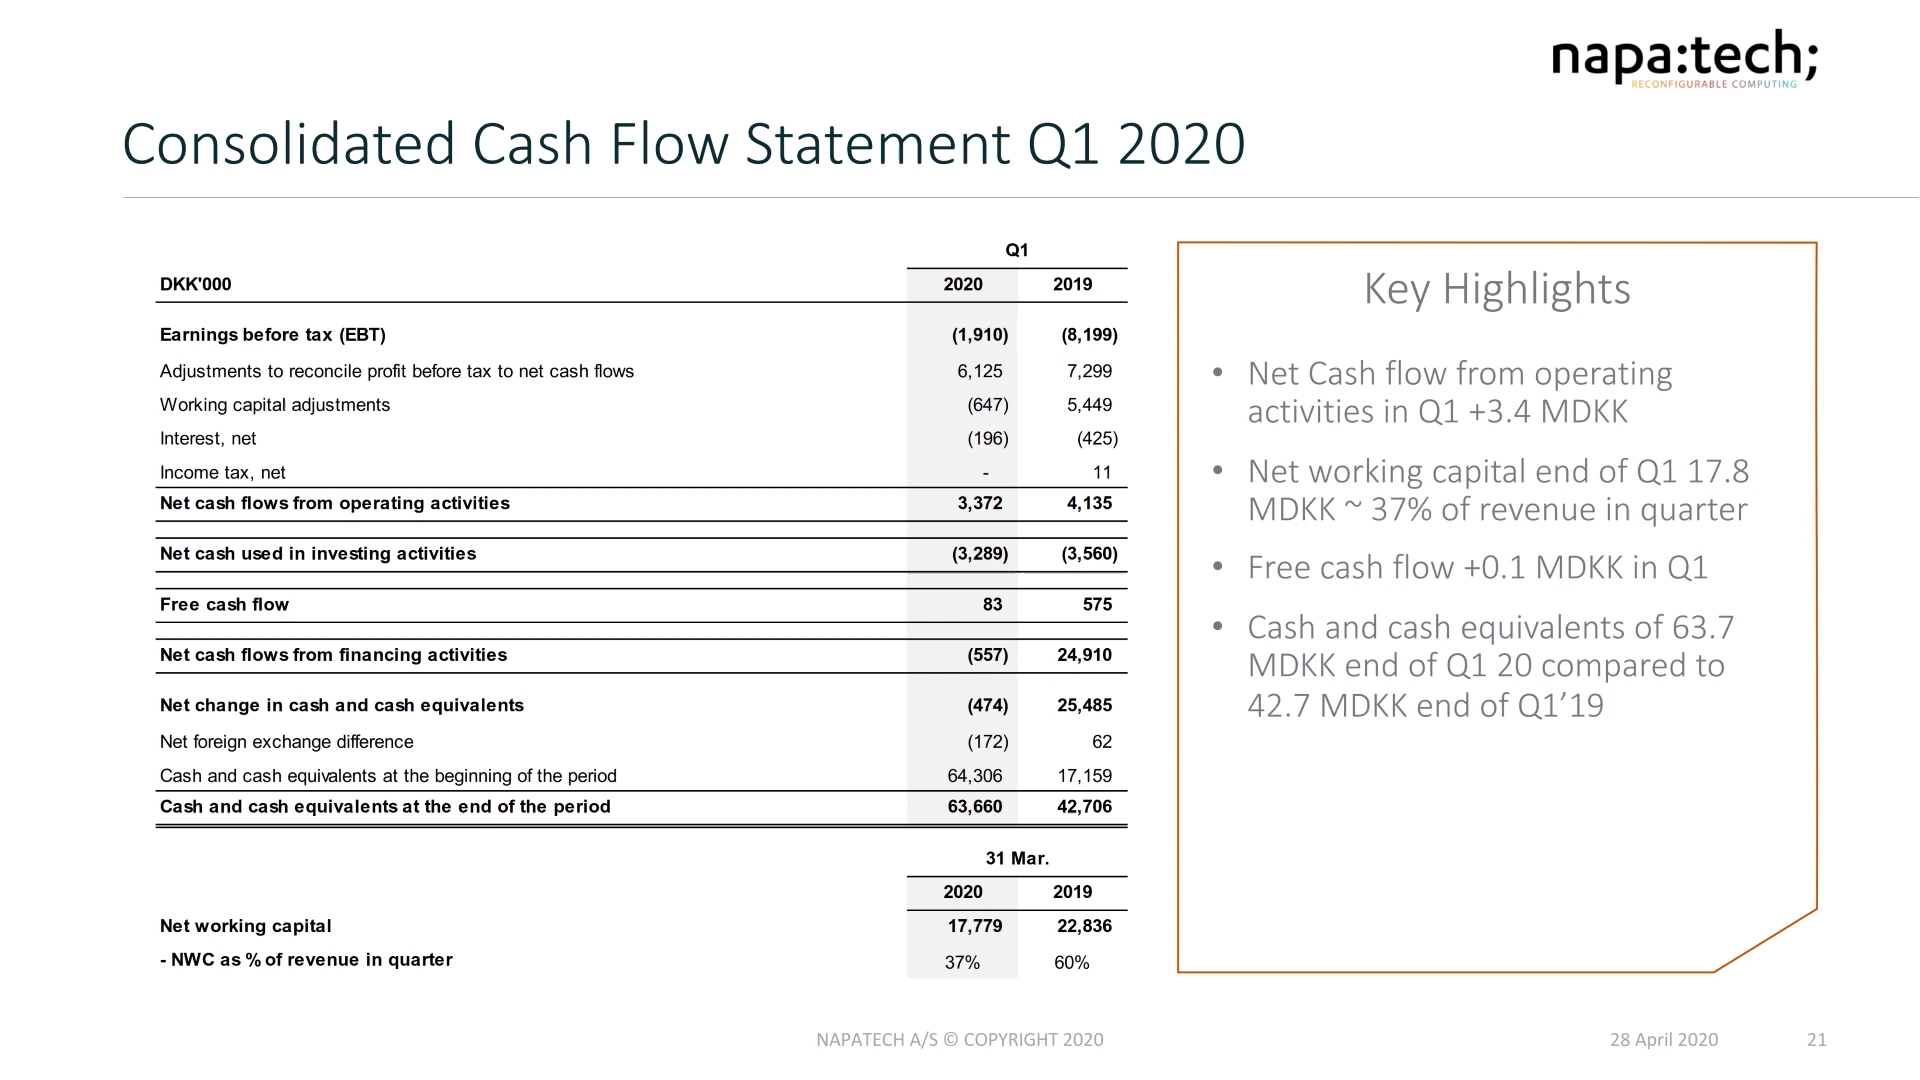 napa:tech;
RECONFIGURABLE COMPUTING
Consolidated Cash Flow Statement Q1 2020
Q1
DKK'000 2020 2019
Earnings before tax (EBT) (1,910) (8,199)
Adjustments to reconcile profit before tax to net cash flows 6,125 7,299
Working capital adjustments (647) 5,449
Interest, net (196) (425)
Income tax, net - 11
Net cash flows from operating activities 3,372 4,135
Net cash used in investing activities (3,289) (3,560)
Free cash flow 83 575
Net cash flows from financing activities (557) 24,910
Net change in cash and cash equivalents (474) 25,485
Net foreign exchange difference (172) 62
Cash and cash equivalents at the beginning of the period 64,306 17,159
Cash and cash equivalents at the end of the period 63,660 42,706
31 Mar.
2020 2019
Net working capital 17,779 22,836
- NWC as % of revenue in quarter 37% 60%
Key Highlights
• Net Cash flow from operating
activities in Q1 +3.4 MDKK
• Net working capital end of Q1 17.8
MDKK ~ 37% of revenue in quarter
• Free cash flow +0.1 MDKK in Q1
• Cash and cash equivalents of 63.7
MDKK end of Q1 20 compared to
42.7 MDKK end of Q1’19
NAPATECH A/S © COPYRIGHT 2020
28 April 2020
21